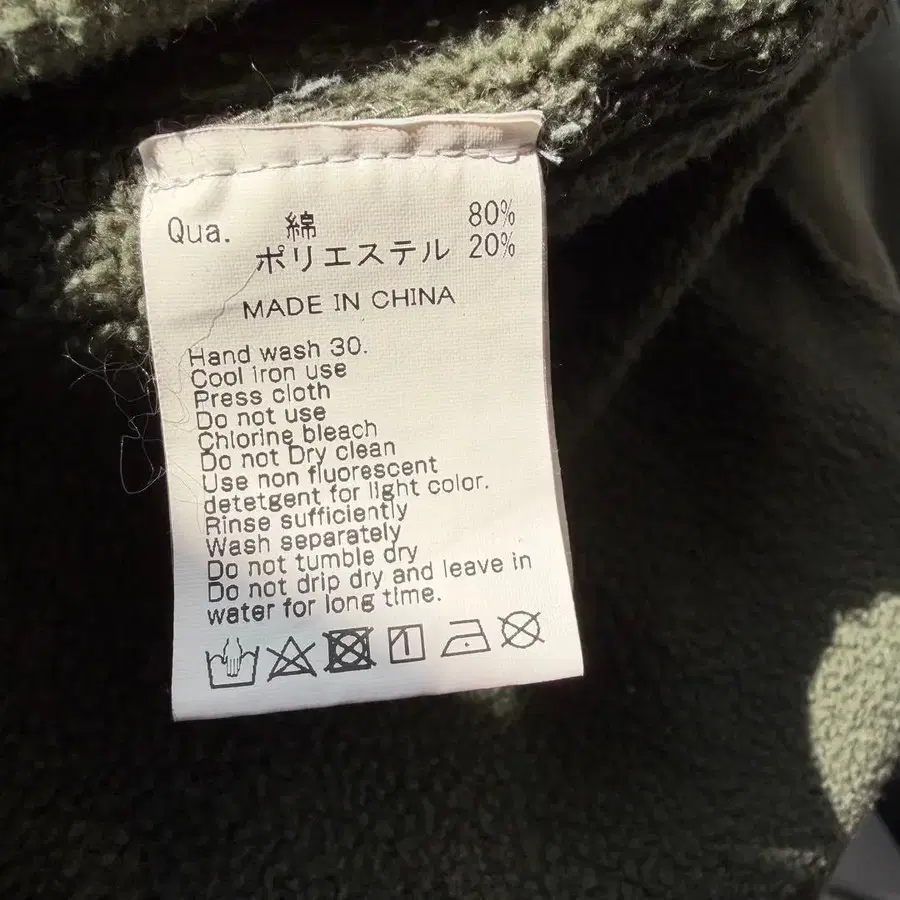 Qua. 綿 80%
ポリエステル 20%
MADE IN CHINA
Hand wash 30.
Cool iron use
Press cloth
Do not use
Chlorine bleach
Do not Dry clean
Use non fluorescent
detetgent for light color.
Rinse sufficiently
Wash separately
Do not tumble dry
Do not drip dry and leave in
water for long time.